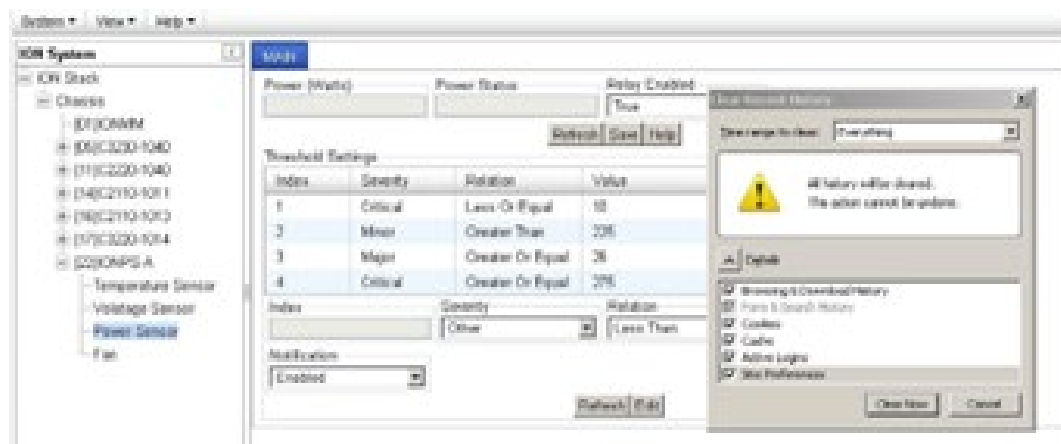 System View Help
ION System
ION Stack
Chassis
[01]IONMM
[05]C3230-1040
[11]C2220-1040
[14]C2110-1011
[16]C2110-1013
[17]C3220-1014
[22]IONPS-A
Temperature Sensor
Volatage Sensor
Power Sensor
Fan
MAIN
Power (Watts) Power Status Relay Enabled
True
Refresh Save Help
Threshold Settings
Index Severity Relation Value
1 Critical Less Or Equal 10
2 Minor Greater Than
3 Major Greater Or Equal
4 Critical Greater Or Equal 275
Index Severity Relation
Other Less Than
Notification
Enabled
Refresh Edit
Clear Recent History
Time range to clear: Everything
All history will be cleared.
This action cannot be undone.
Details
Browsing & Download History
Form & Search History
Cookies
Cache
Active Logins
Site Preferences
Clear Now Cancel